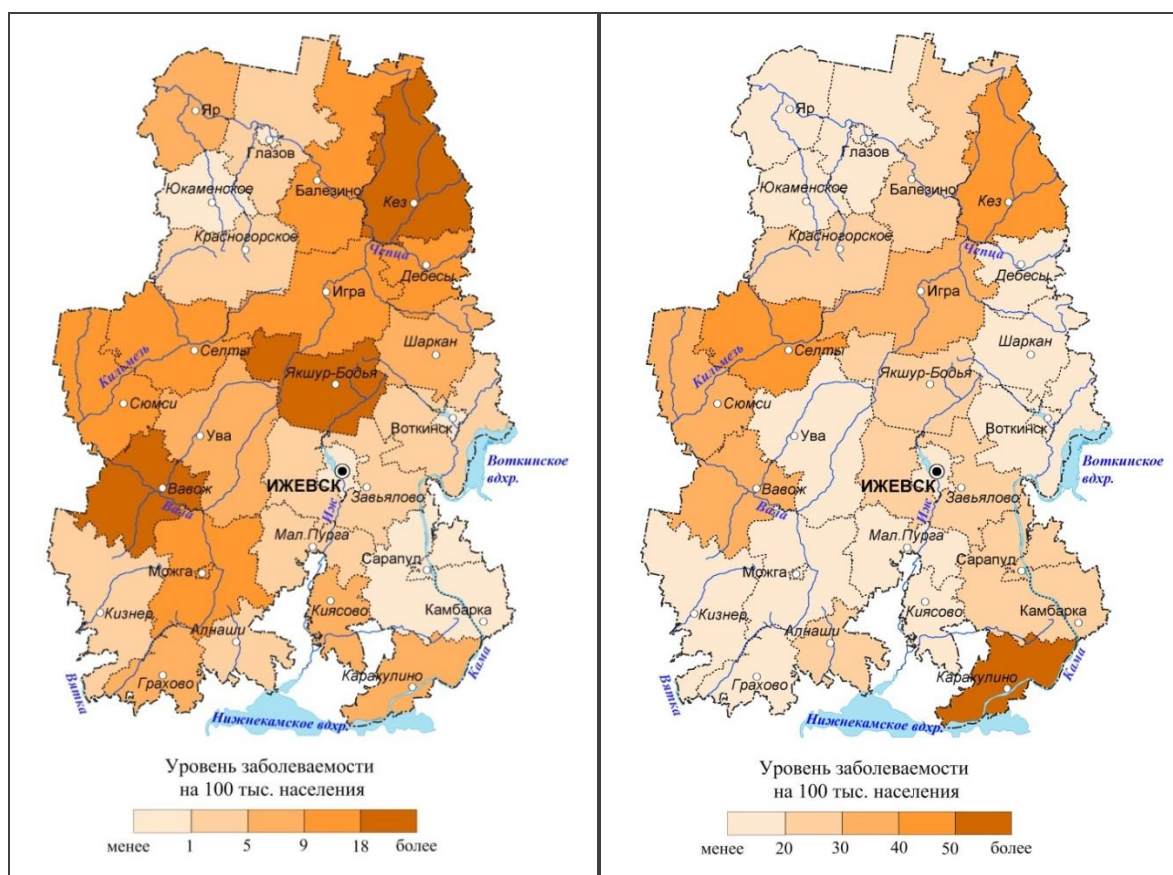 Яр
Глазов
Юкаменское
Балезино
Кез
Красногорское
Чепца
Дебесы
Игра
Шаркан
Селты
Кильмезь
Якшур-Бодья
Сюмси
Ува
Воткинск
Воткинское
вдхр.
ИЖЕВСК
Вавож
Завьялово
Вала
Иж
Мал.Пурга
Сарапуд
Можга
Кизнер
Киясово
Камбарка
Алнаши
Грахово
Каракулино
Кама
Вятка
Нижнекамское вдхр.
Уровень заболеваемости
на 100 тыс. населения
менее 1 5 9 18 более
Яр
Глазов
Юкаменское
Балезино
Кез
Красногорское
Чепца
Дебесы
Игра
Шаркан
Селты
Кильмезь
Якшур-Бодья
Сюмси
Ува
Воткинск
Воткинское
вдхр.
ИЖЕВСК
Вавож
Завьялово
Вала
Иж
Мал.Пурга
Сарапуд
Можга
Кизнер
Киясово
Камбарка
Алнаши
Грахово
Каракулино
Кама
Вятка
Нижнекамское вдхр.
Уровень заболеваемости
на 100 тыс. населения
менее 20 30 40 50 более